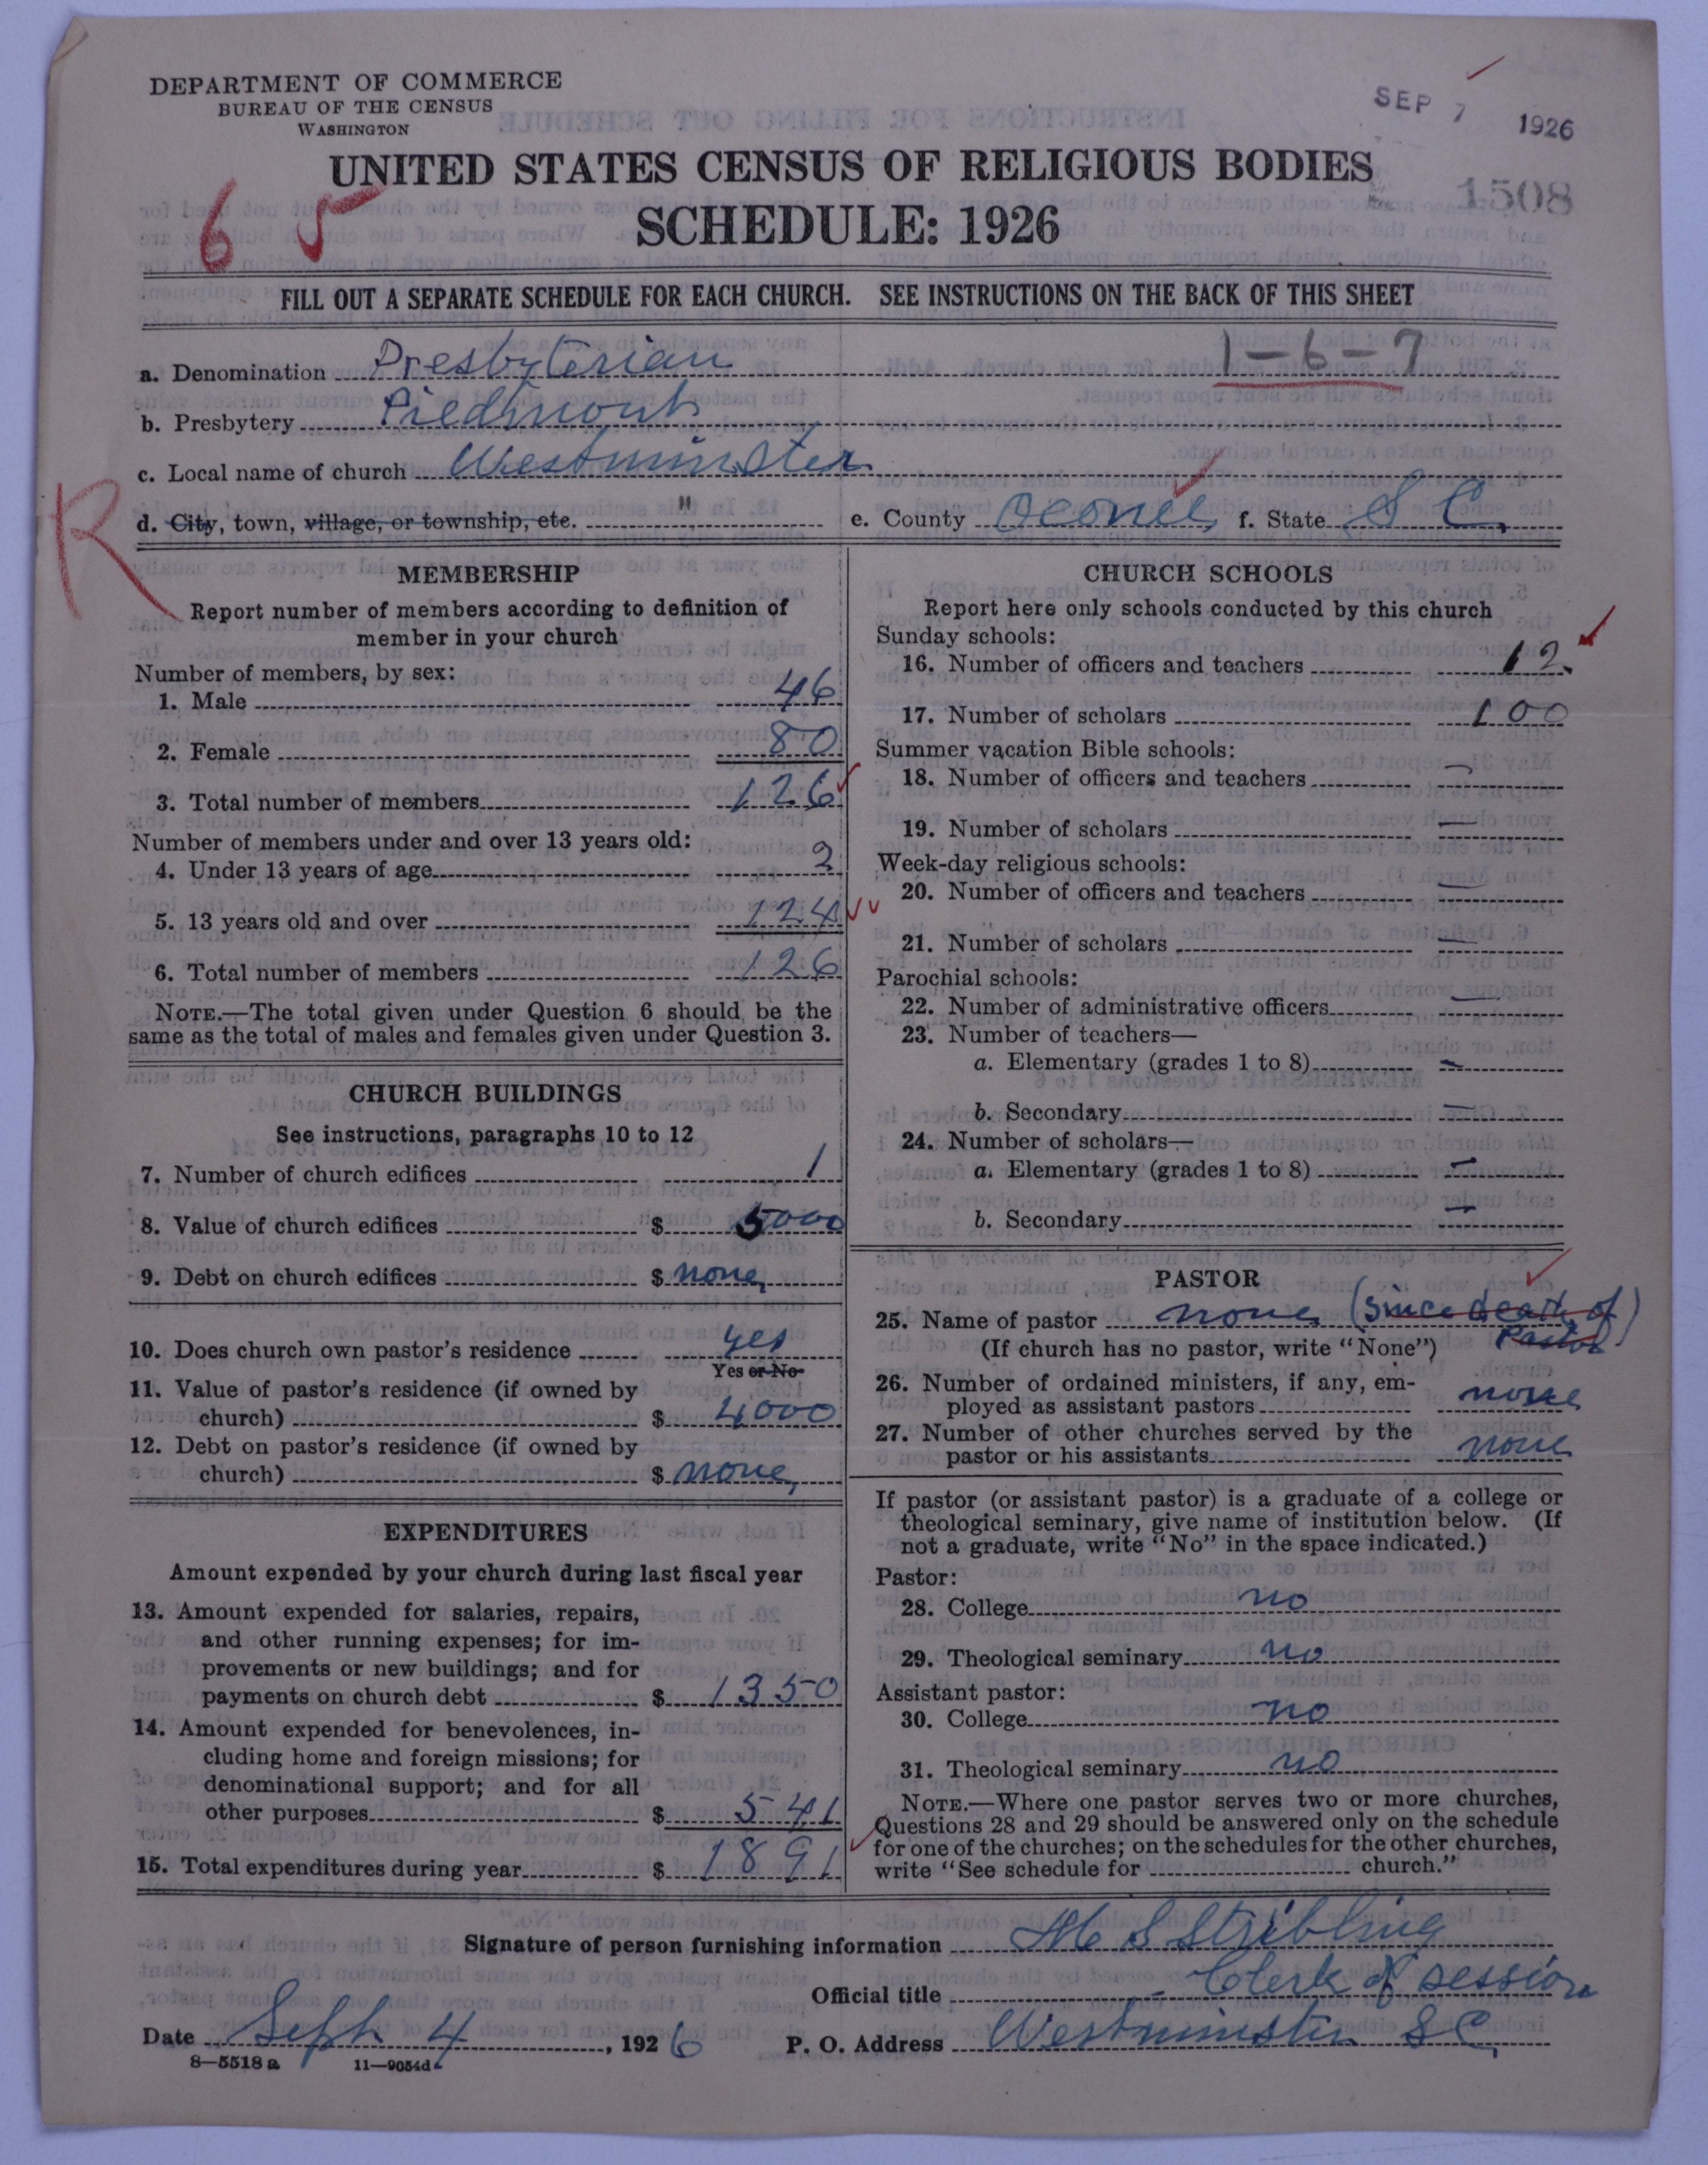 DEPARTMENT OF COMMERCE
BUREAU OF THE CENSUS
WASHINGTON
SEP 7 1926
UNITED STATES CENSUS OF RELIGIOUS BODIES
1508
65
SCHEDULE: 1926
FILL OUT A SEPARATE SCHEDULE FOR EACH CHURCH. SEE INSTRUCTIONS ON THE BACK OF THIS SHEET
1-6-7
a. Denomination Presbyterian
b. Presbytery Piedmont
c. Local name of church Westminster
R
d. City, town, village, or township, etc. " e. County Oconee, f. State S C.
MEMBERSHIP
Report number of members according to definition of
member in your church
Number of members, by sex:
1. Male 46
2. Female 80
3. Total number of members 126
Number of members under and over 13 years old:
4. Under 13 years of age 2
5. 13 years old and over 124
6. Total number of members 126
NOTE.—The total given under Question 6 should be the
same as the total of males and females given under Question 3.
CHURCH BUILDINGS
See instructions, paragraphs 10 to 12
7. Number of church edifices 1
8. Value of church edifices $ 5000
9. Debt on church edifices $ none
10. Does church own pastor's residence yes
Yes or No
11. Value of pastor's residence (if owned by
church) $ 4000
12. Debt on pastor's residence (if owned by
church) $ none
EXPENDITURES
Amount expended by your church during last fiscal year
13. Amount expended for salaries, repairs,
and other running expenses; for im-
provements or new buildings; and for
payments on church debt $ 1350
14. Amount expended for benevolences, in-
cluding home and foreign missions; for
denominational support; and for all
other purposes $ 541
15. Total expenditures during year $ 1891
CHURCH SCHOOLS
Report here only schools conducted by this church
Sunday schools:
16. Number of officers and teachers 12
17. Number of scholars 100
Summer vacation Bible schools:
18. Number of officers and teachers —
19. Number of scholars —
Week-day religious schools:
20. Number of officers and teachers —
21. Number of scholars —
Parochial schools:
22. Number of administrative officers —
23. Number of teachers—
a. Elementary (grades 1 to 8) —
b. Secondary —
24. Number of scholars—
a. Elementary (grades 1 to 8) —
b. Secondary —
PASTOR
25. Name of pastor none (since death of
Pastor)
(If church has no pastor, write "None")
26. Number of ordained ministers, if any, em-
ployed as assistant pastors none
27. Number of other churches served by the
pastor or his assistants none
If pastor (or assistant pastor) is a graduate of a college or
theological seminary, give name of institution below. (If
not a graduate, write "No" in the space indicated.)
Pastor:
28. College no
29. Theological seminary no
Assistant pastor:
30. College no
31. Theological seminary no
NOTE.—Where one pastor serves two or more churches,
Questions 28 and 29 should be answered only on the schedule
for one of the churches; on the schedules for the other churches,
write "See schedule for church."
Signature of person furnishing information S Stribling
Official title Clerk of session
Date Sept 4, 1926 P. O. Address Westminster S C,
8—5518 a 11—9054d